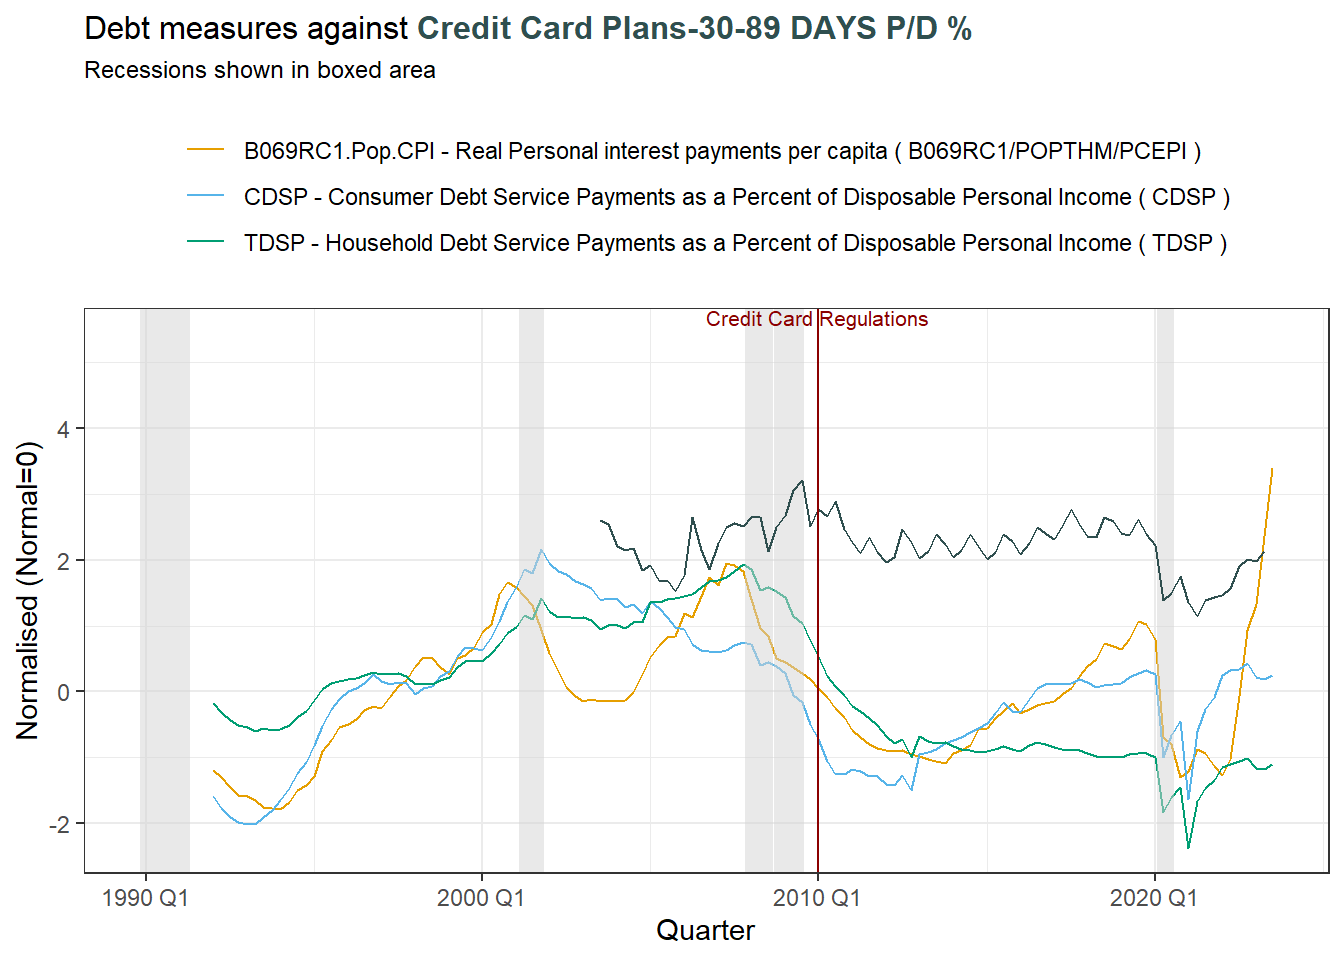 Debt measures against Credit Card Plans-30-89 DAYS P/D %
Recessions shown in boxed area
B069RC1.Pop.CPI - Real Personal interest payments per capita ( B069RC1/POPTHM/PCEPI )
CDSP - Consumer Debt Service Payments as a Percent of Disposable Personal Income ( CDSP )
TDSP - Household Debt Service Payments as a Percent of Disposable Personal Income ( TDSP )
Credit Card Regulations
Normalised (Normal=0)
4
2
0
-2
1990 Q1
2000 Q1
2010 Q1
2020 Q1
Quarter